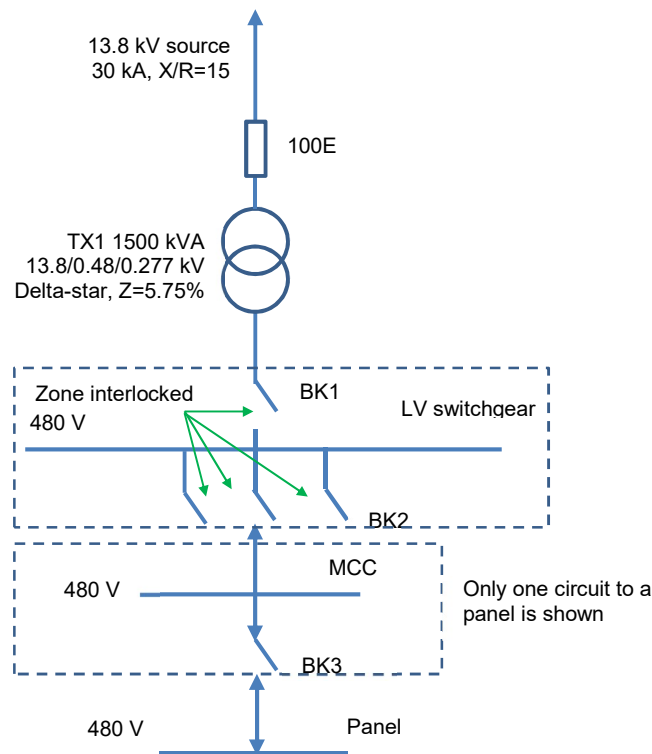 13.8 kV source
30 kA, X/R=15
100E
TX1 1500 kVA
13.8/0.48/0.277 kV
Delta-star, Z=5.75%
Zone interlocked
BK1
480 V
LV switchgear
BK2
MCC
480 V
Only one circuit to a
panel is shown
BK3
480 V
Panel